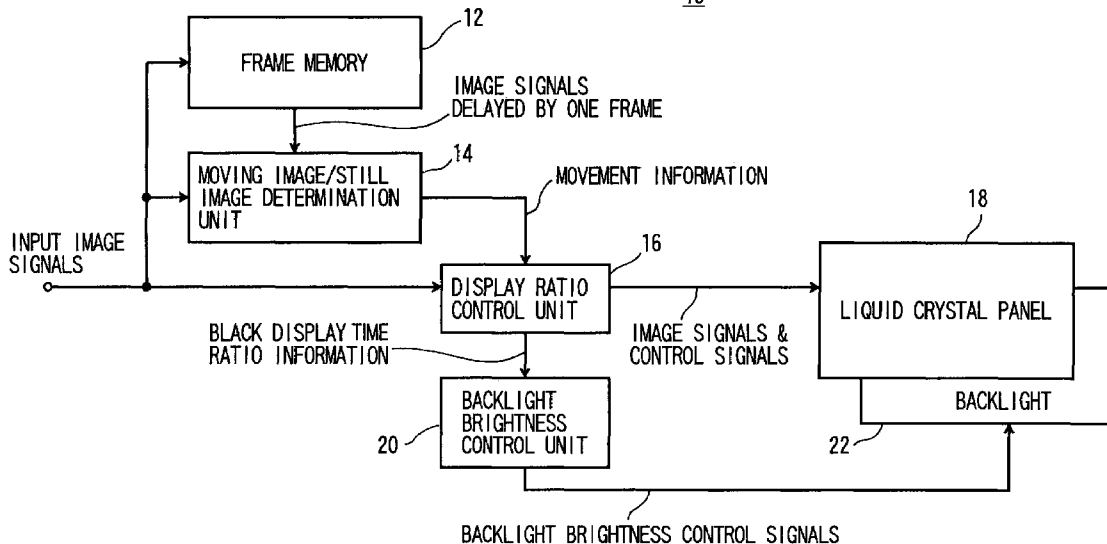 12
FRAME MEMORY
IMAGE SIGNALS
DELAYED BY ONE FRAME
14
MOVING IMAGE/STILL
IMAGE DETERMINATION
UNIT
MOVEMENT INFORMATION
INPUT IMAGE
SIGNALS
16
18
DISPLAY RATIO
CONTROL UNIT
LIQUID CRYSTAL PANEL
BLACK DISPLAY TIME
RATIO INFORMATION
IMAGE SIGNALS &
CONTROL SIGNALS
BACKLIGHT
BRIGHTNESS
CONTROL UNIT
20
BACKLIGHT
22
BACKLIGHT BRIGHTNESS CONTROL SIGNALS